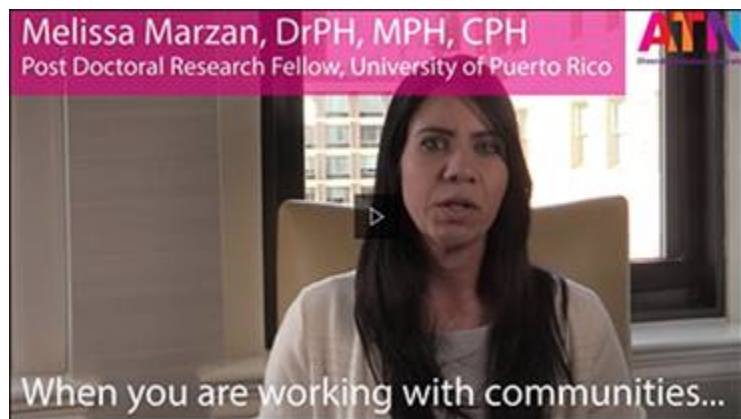 Melissa Marzan, DrPH, MPH, CPH
Post Doctoral Research Fellow, University of Puerto Rico
ATN
When you are working with communities...